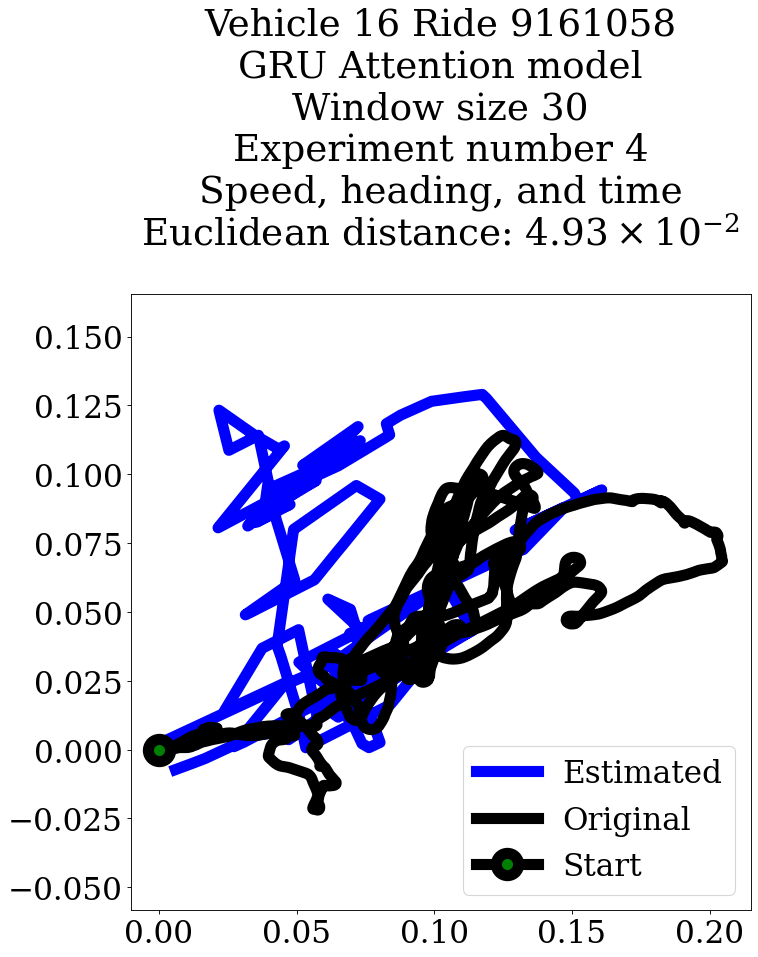 Vehicle 16 Ride 9161058
GRU Attention model
Window size 30
Experiment number 4
Speed, heading, and time
Euclidean distance: 4.93 × 10⁻²
0.150
0.125
0.100
0.075
0.050
0.025
0.000
−0.025
−0.050
Estimated
Original
Start
0.00 0.05 0.10 0.15 0.20